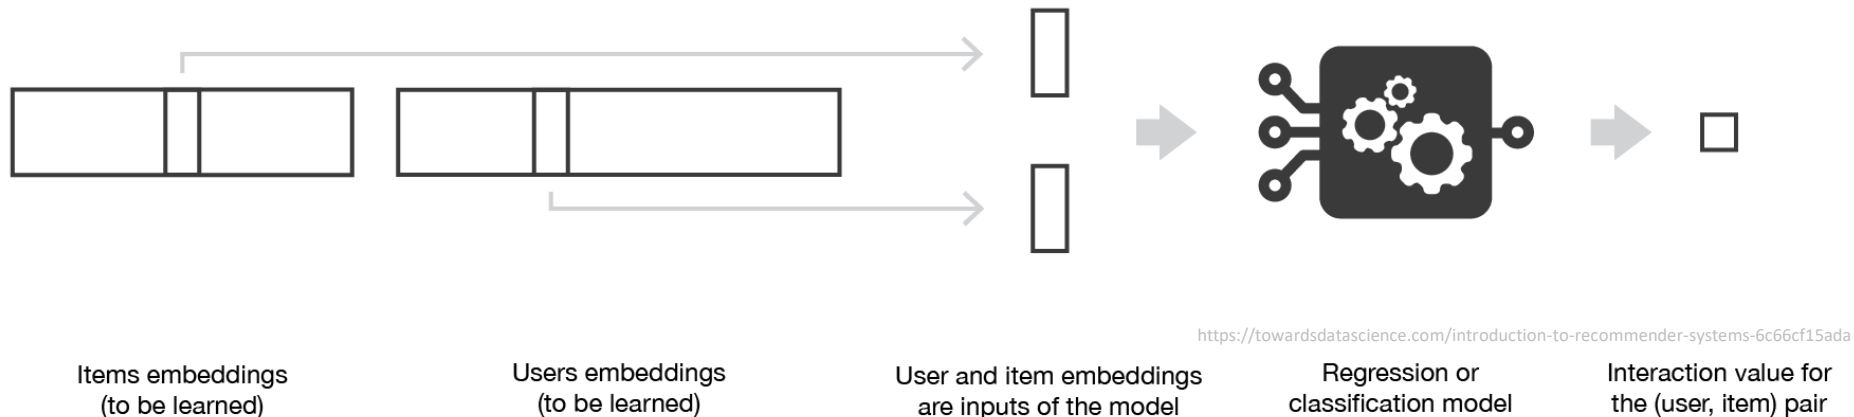 https://towardsdatascience.com/introduction-to-recommender-systems-6c66cf15ada
Items embeddings
(to be learned)
Users embeddings
(to be learned)
User and item embeddings
are inputs of the model
Regression or
classification model
Interaction value for
the (user, item) pair